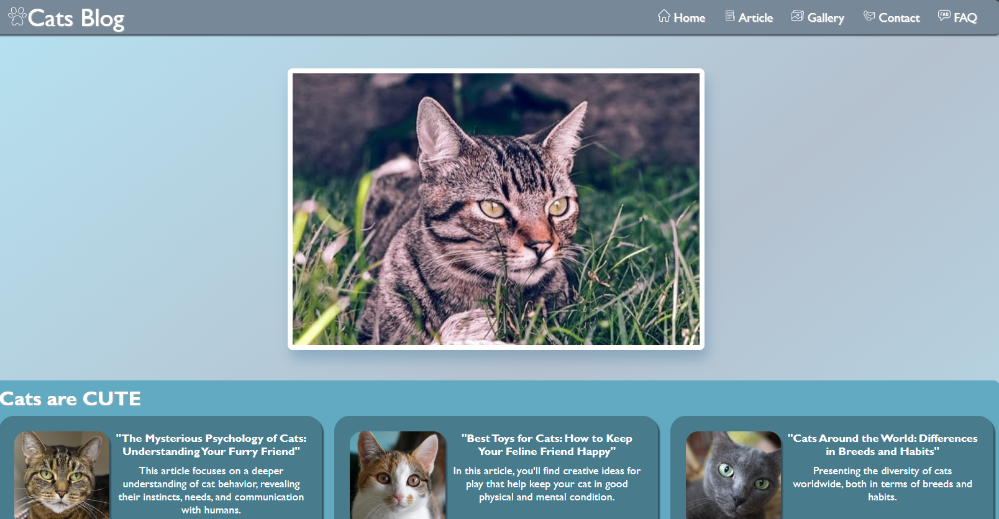 Cats Blog
Home
Article
Gallery
Contact
FAQ
FAQ
Cats are CUTE
"The Mysterious Psychology of Cats:
Understanding Your Furry Friend"
This article focuses on a deeper
understanding of cat behavior, revealing
their instincts, needs, and communication
with humans.
"Best Toys for Cats: How to Keep
Your Feline Friend Happy"
In this article, you'll find creative ideas for
play that help keep your cat in good
physical and mental condition.
"Cats Around the World: Differences
in Breeds and Habits"
Presenting the diversity of cats
worldwide, both in terms of breeds and
habits.